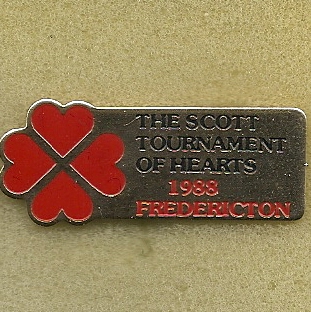 THE SCOTT
TOURNAMENT
OF HEARTS
1988
FREDERICTON